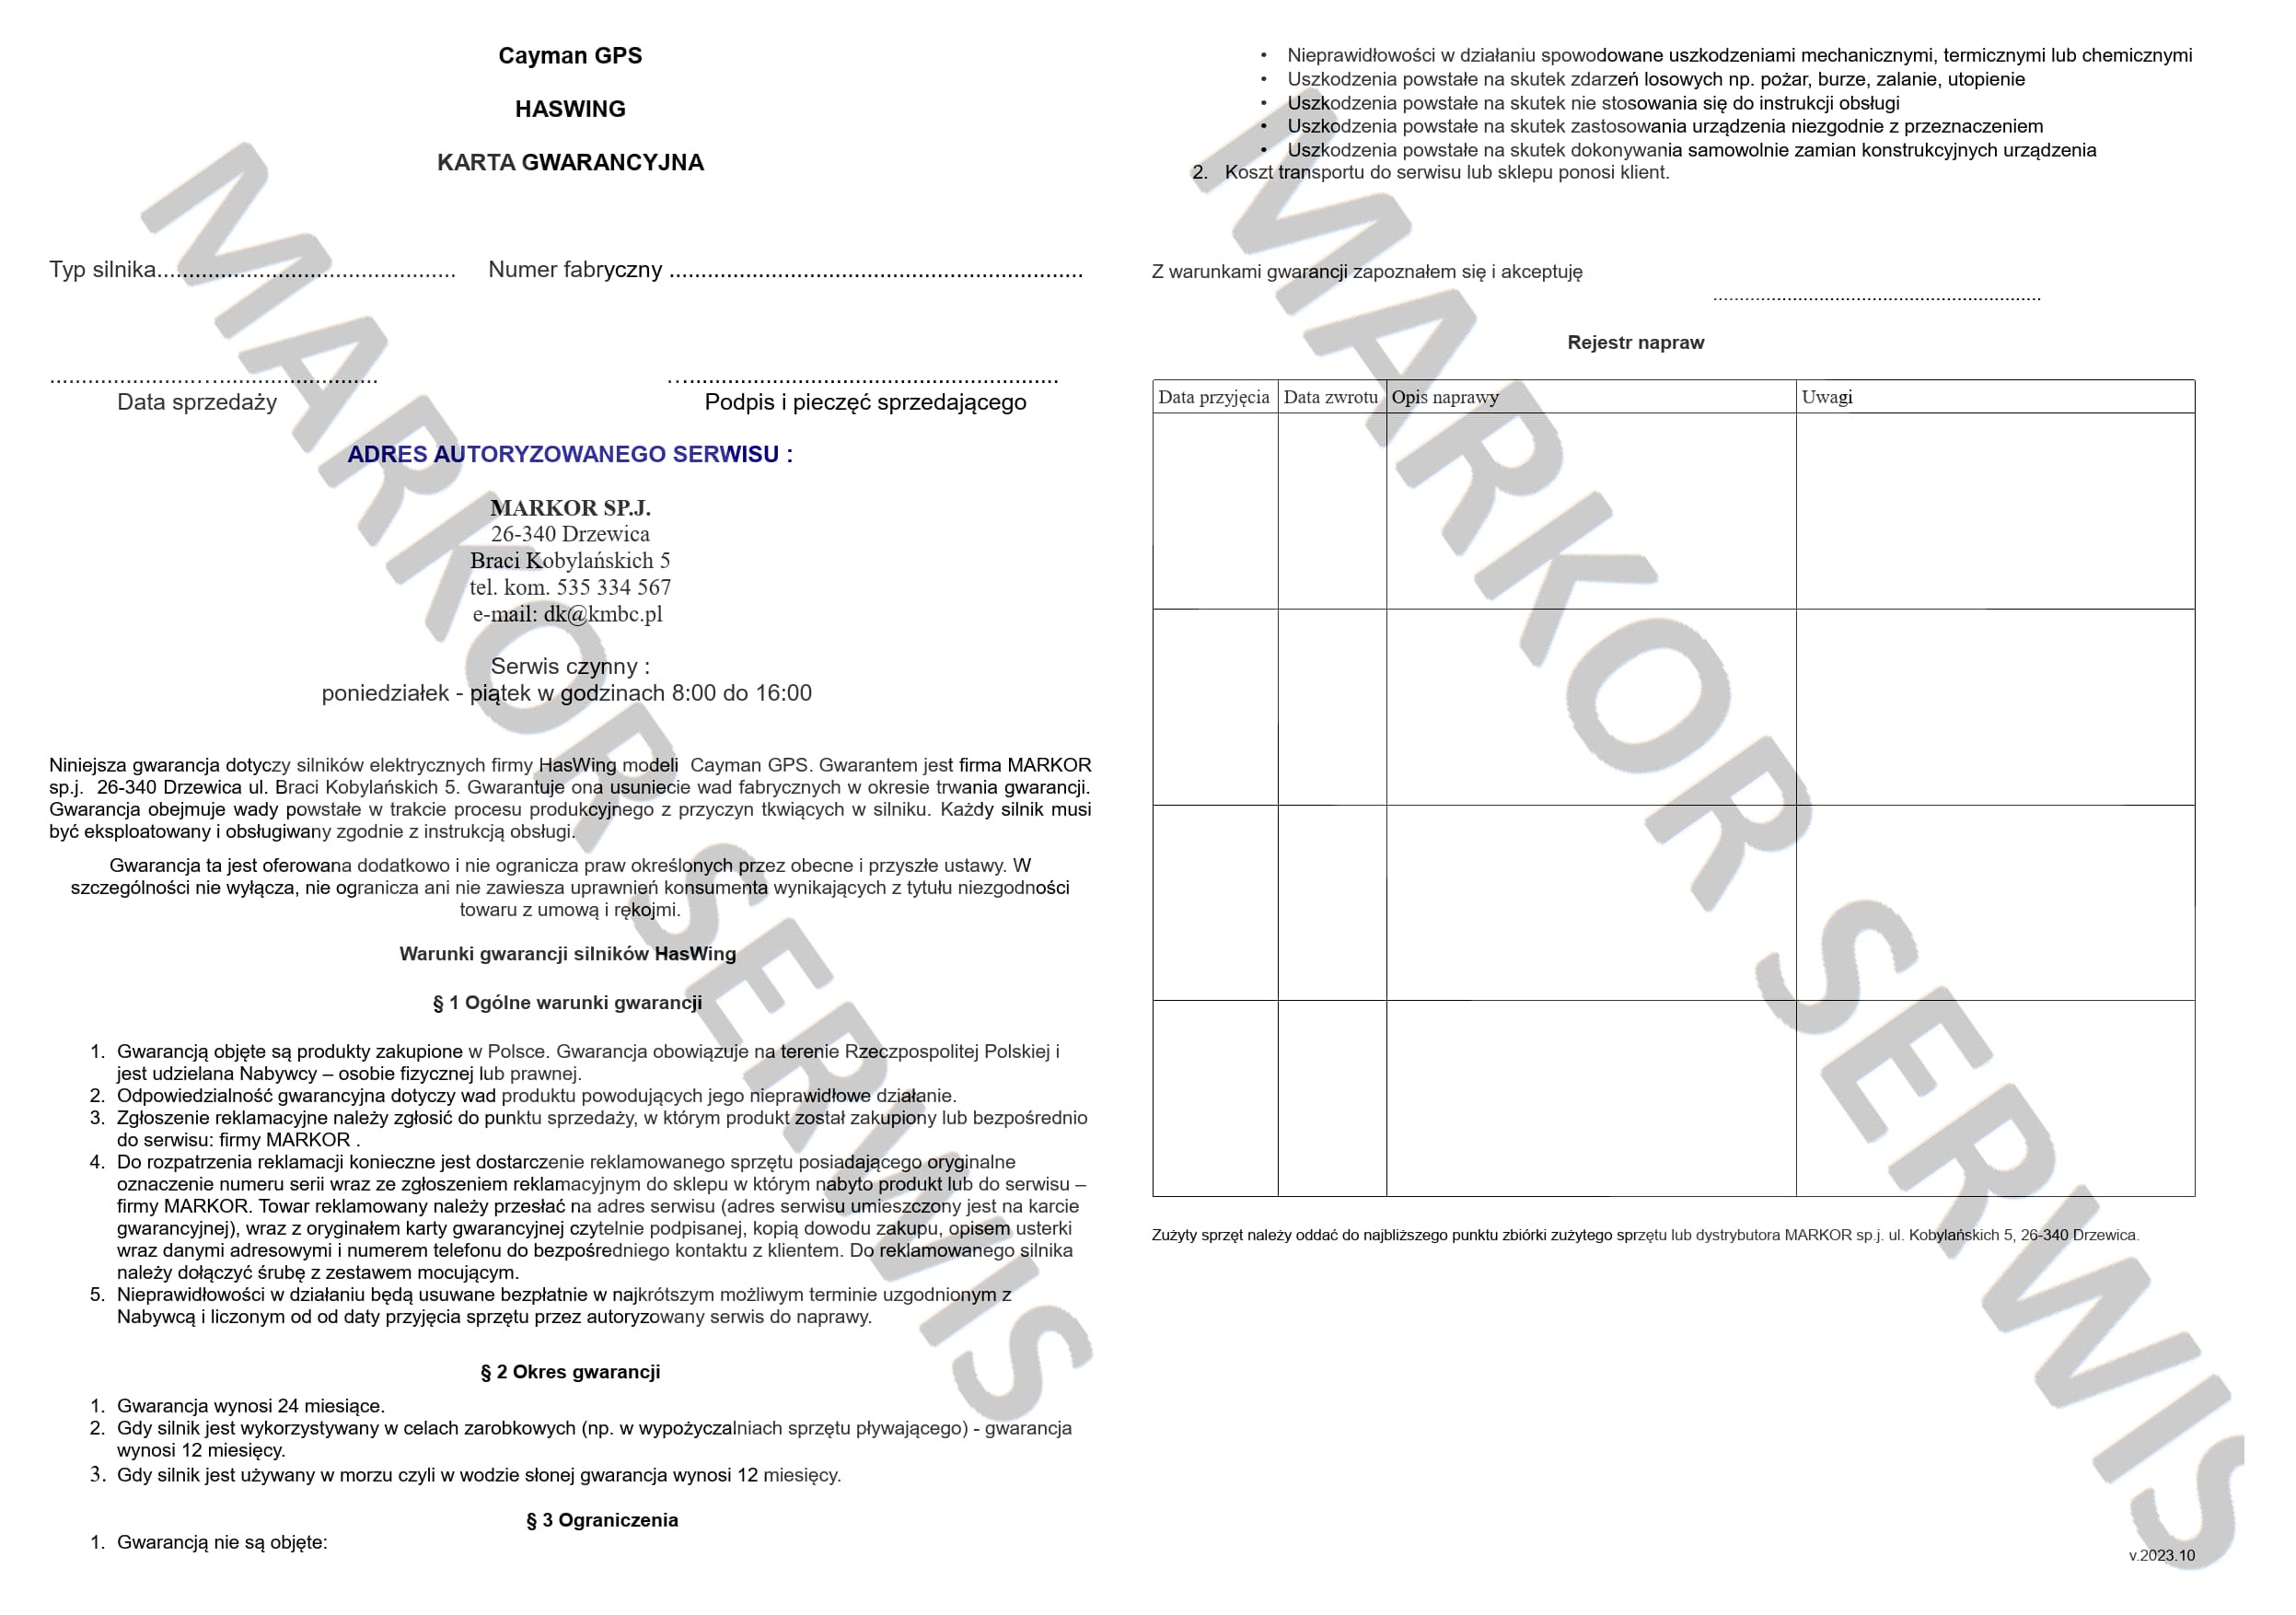 Cayman GPS
HASWING
KARTA GWARANCYJNA
Typ silnika.................................................. Numer fabryczny ....................................................................
....................................................... ...............................................................
Data sprzedaży Podpis i pieczęć sprzedającego
ADRES AUTORYZOWANEGO SERWISU :
MARKOR SP.J.
26-340 Drzewica
Braci Kobylańskich 5
tel. kom. 535 334 567
e-mail: dk@kmbc.pl
Serwis czynny :
poniedziałek - piątek w godzinach 8:00 do 16:00
Niniejsza gwarancja dotyczy silników elektrycznych firmy HasWing modeli Cayman GPS. Gwarantem jest firma MARKOR
sp.j. 26-340 Drzewica ul. Braci Kobylańskich 5. Gwarantuje ona usuniecie wad fabrycznych w okresie trwania gwarancji.
Gwarancja obejmuje wady powstałe w trakcie procesu produkcyjnego z przyczyn tkwiących w silniku. Każdy silnik musi
być eksploatowany i obsługiwany zgodnie z instrukcją obsługi.
Gwarancja ta jest oferowana dodatkowo i nie ogranicza praw określonych przez obecne i przyszłe ustawy. W
szczególności nie wyłącza, nie ogranicza ani nie zawiesza uprawnień konsumenta wynikających z tytułu niezgodności
towaru z umową i rękojmi.
Warunki gwarancji silników HasWing
§ 1 Ogólne warunki gwarancji
1. Gwarancją objęte są produkty zakupione w Polsce. Gwarancja obowiązuje na terenie Rzeczpospolitej Polskiej i
jest udzielana Nabywcy – osobie fizycznej lub prawnej.
2. Odpowiedzialność gwarancyjna dotyczy wad produktu powodujących jego nieprawidłowe działanie.
3. Zgłoszenie reklamacyjne należy zgłosić do punktu sprzedaży, w którym produkt został zakupiony lub bezpośrednio
do serwisu: firmy MARKOR .
4. Do rozpatrzenia reklamacji konieczne jest dostarczenie reklamowanego sprzętu posiadającego oryginalne
oznaczenie numeru serii wraz ze zgłoszeniem reklamacyjnym do sklepu w którym nabyto produkt lub do serwisu –
firmy MARKOR. Towar reklamowany należy przesłać na adres serwisu (adres serwisu umieszczony jest na karcie
gwarancyjnej), wraz z oryginałem karty gwarancyjnej czytelnie podpisanej, kopią dowodu zakupu, opisem usterki
wraz danymi adresowymi i numerem telefonu do bezpośredniego kontaktu z klientem. Do reklamowanego silnika
należy dołączyć śrubę z zestawem mocującym.
5. Nieprawidłowości w działaniu będą usuwane bezpłatnie w najkrótszym możliwym terminie uzgodnionym z
Nabywcą i liczonym od od daty przyjęcia sprzętu przez autoryzowany serwis do naprawy.
§ 2 Okres gwarancji
1. Gwarancja wynosi 24 miesiące.
2. Gdy silnik jest wykorzystywany w celach zarobkowych (np. w wypożyczalniach sprzętu pływającego) - gwarancja
wynosi 12 miesięcy.
3. Gdy silnik jest używany w morzu czyli w wodzie słonej gwarancja wynosi 12 miesięcy.
§ 3 Ograniczenia
1. Gwarancją nie są objęte:
MARKOR SERWIS
• Nieprawidłowości w działaniu spowodowane uszkodzeniami mechanicznymi, termicznymi lub chemicznymi
• Uszkodzenia powstałe na skutek zdarzeń losowych np. pożar, burze, zalanie, utopienie
• Uszkodzenia powstałe na skutek nie stosowania się do instrukcji obsługi
• Uszkodzenia powstałe na skutek zastosowania urządzenia niezgodnie z przeznaczeniem
• Uszkodzenia powstałe na skutek dokonywania samowolnie zamian konstrukcyjnych urządzenia
2. Koszt transportu do serwisu lub sklepu ponosi klient.
Z warunkami gwarancji zapoznałem się i akceptuję
...............................................................
Rejestr napraw
Data przyjęcia Data zwrotu Opis naprawy Uwagi
Zużyty sprzęt należy oddać do najbliższego punktu zbiórki zużytego sprzętu lub dystrybutora MARKOR sp.j. ul. Kobylańskich 5, 26-340 Drzewica.
v.2023.10
MARKOR SERWIS